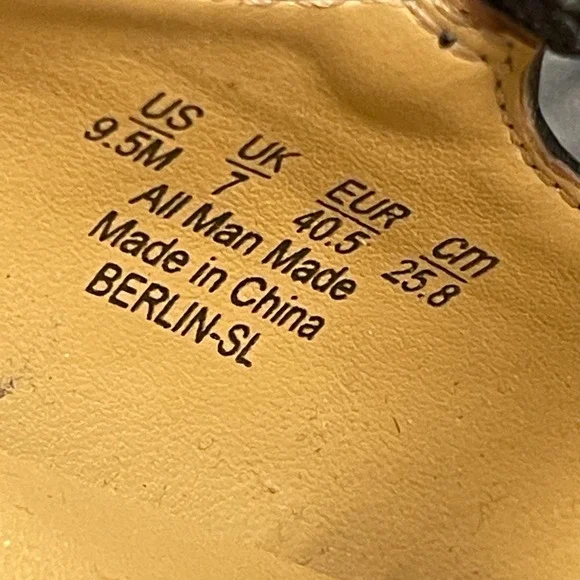 US UK EUR cm
9.5M 7 40.5 25.8
All Man Made
Made in China
BERLIN-SL